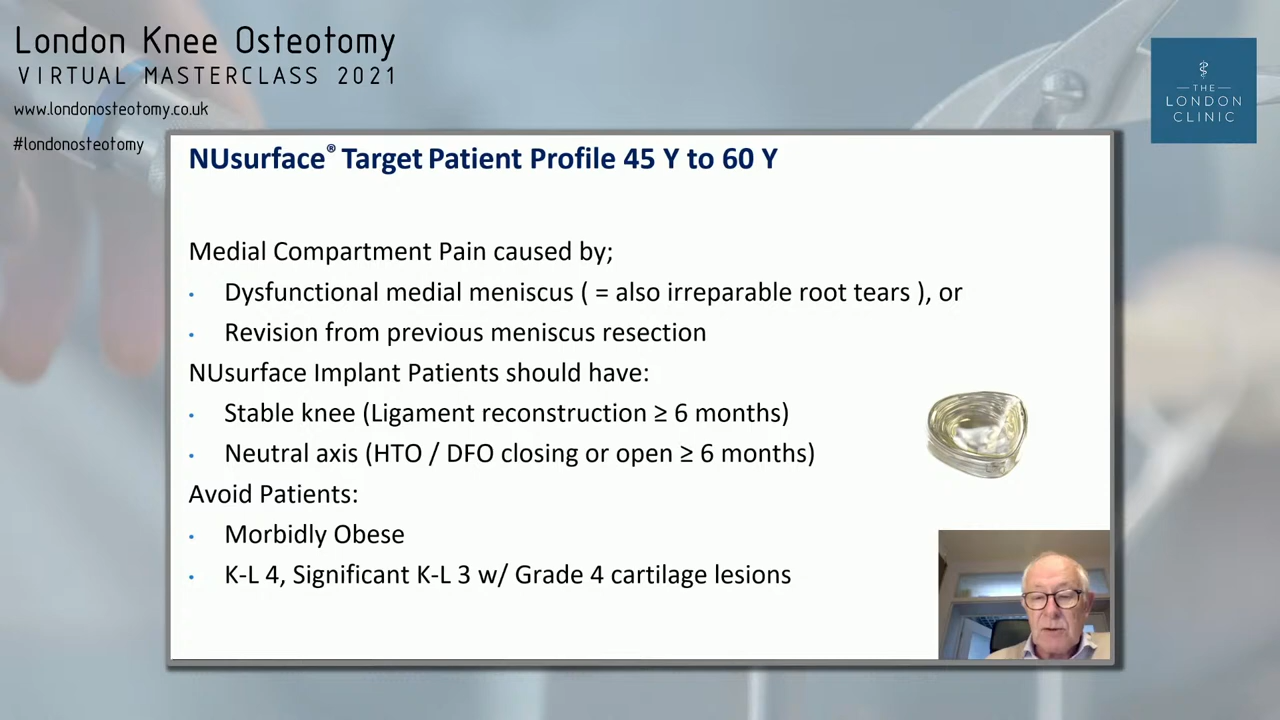 London Knee Osteotomy
VIRTUAL MASTERCLASS 2021
www.londonosteotomy.co.uk
#londonosteotomy
THE
LONDON
CLINIC
NUsurface® Target Patient Profile 45 Y to 60 Y
Medial Compartment Pain caused by;
• Dysfunctional medial meniscus ( = also irreparable root tears ), or
• Revision from previous meniscus resection
NUsurface Implant Patients should have:
• Stable knee (Ligament reconstruction ≥ 6 months)
• Neutral axis (HTO / DFO closing or open ≥ 6 months)
Avoid Patients:
• Morbidly Obese
• K-L 4, Significant K-L 3 w/ Grade 4 cartilage lesions